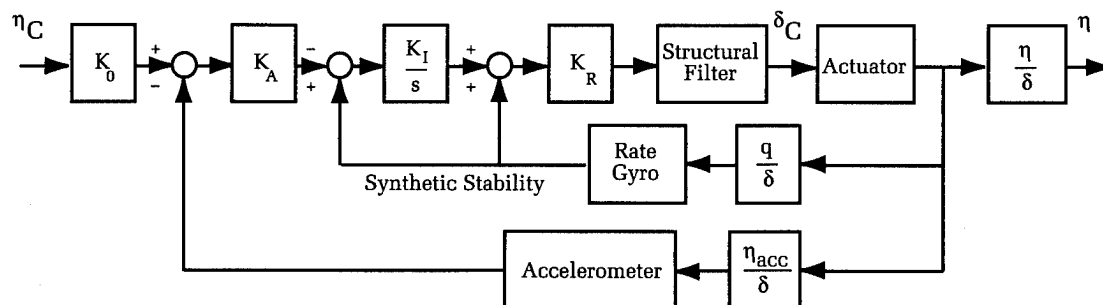 η_C
K_0
+
−
K_A
−
+
K_I
s
+
+
K_R
Structural
Filter
δ_C
Actuator
η
δ
η
Rate
Gyro
q
δ
Synthetic Stability
Accelerometer
η_acc
δ